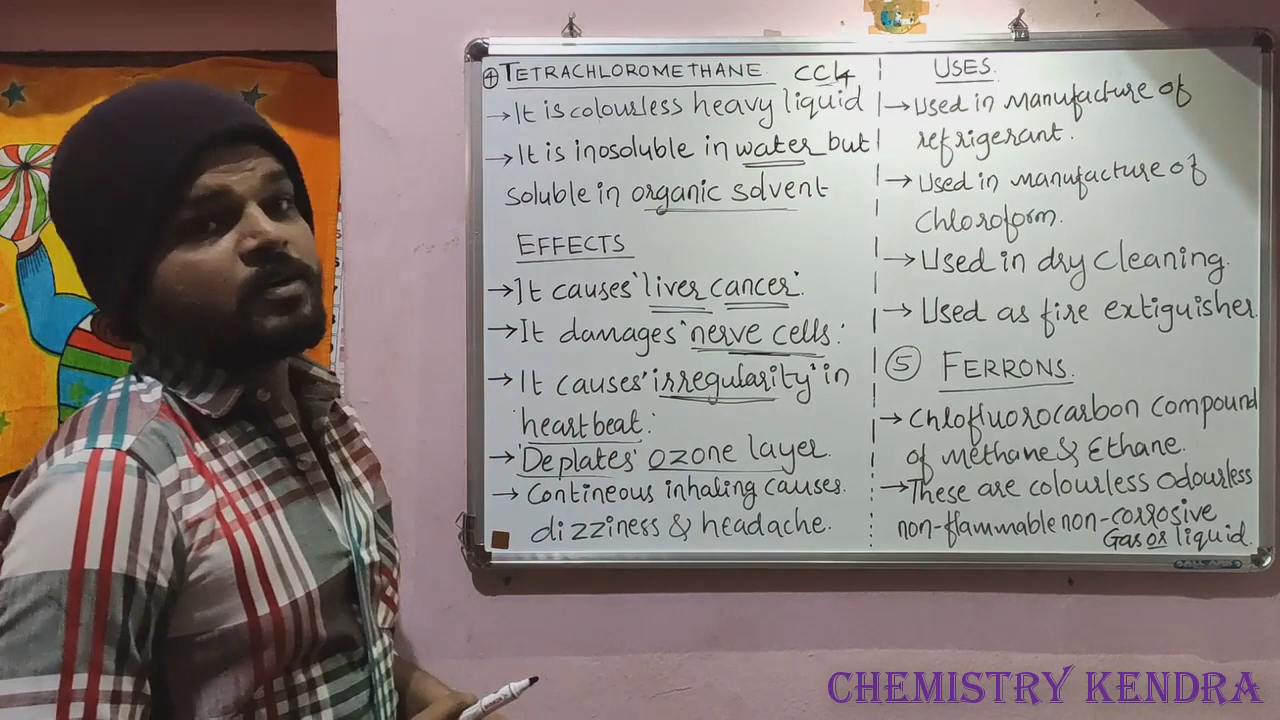 ④ TETRACHLOROMETHANE. CCl4
→ It is colourless heavy liquid
→ It is inosoluble in water but
soluble in organic solvent
EFFECTS
→ It causes 'liver cancer'.
→ It damages 'nerve cells'.
→ It causes 'irregularity' in
'heartbeat'.
→ 'Deplates' ozone layer.
→ Contineous inhaling causes.
dizziness & headache.
USES.
→ Used in manufacture of
refrigerant.
→ Used in manufacture of
chloroform.
→ Used in dry cleaning.
→ Used as fire extiguisher.
⑤ FERRONS.
→ Chlofluorocarbon compound
of methane & Ethane.
→ These are colourless odourless
non-flammable non-corrosive
Gas or liquid.
CHEMISTRY KENDRA